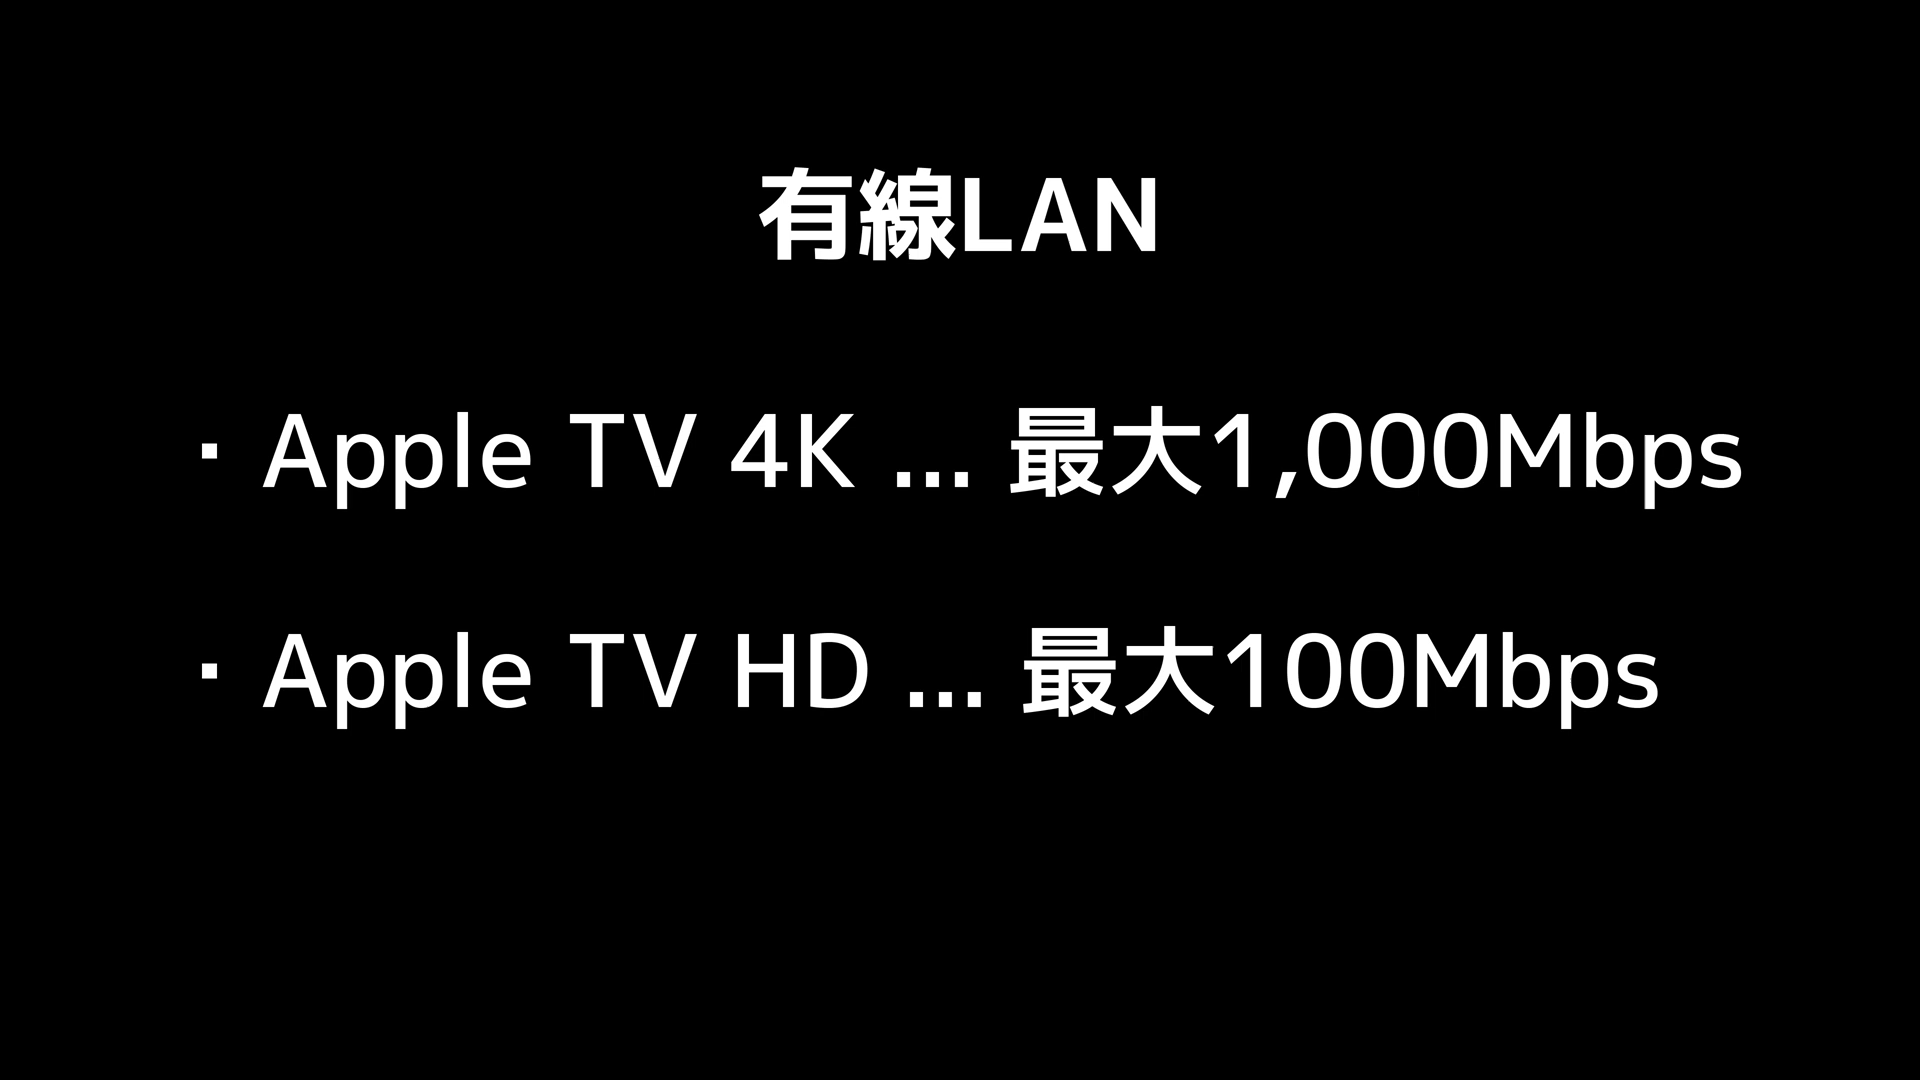 有線LAN
・Apple TV 4K ... 最大1,000Mbps
・Apple TV HD ... 最大100Mbps